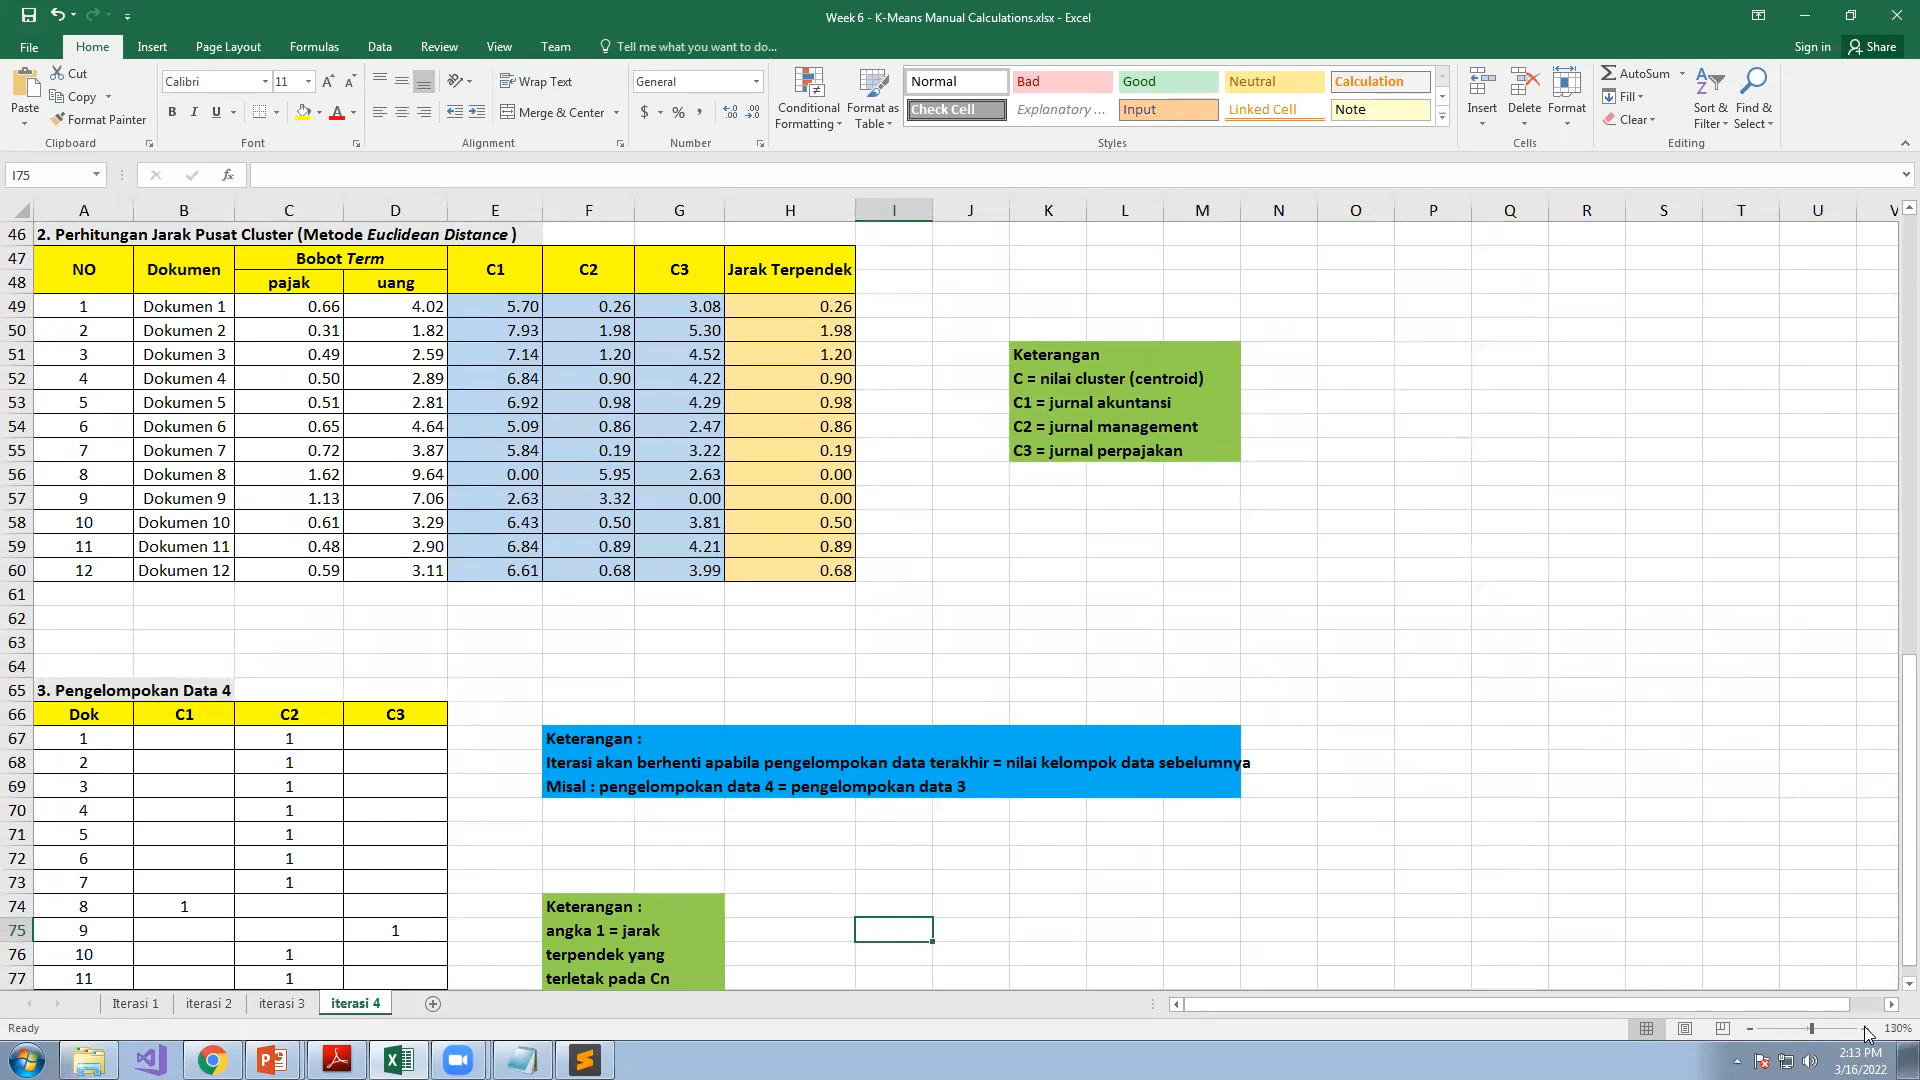 Week 6 - K-Means Manual Calculations.xlsx - Excel
File Home Insert Page Layout Formulas Data Review View Team Tell me what you want to do... Sign in Share
Paste
Cut
Copy
Format Painter
Clipboard
Calibri 11
B I U
Font
Wrap Text
Merge & Center
Alignment
General
$ % ,
Number
Conditional Formatting
Format as Table
Normal Bad Good Neutral Calculation
Check Cell Explanatory ... Input Linked Cell Note
Styles
Insert Delete Format
Cells
AutoSum
Fill
Clear
Sort & Filter
Find & Select
Editing
I75
fx
A B C D E F G H I J K L M N O P Q R S T U V
46 2. Perhitungan Jarak Pusat Cluster (Metode Euclidean Distance )
47 NO Dokumen Bobot Term C1 C2 C3 Jarak Terpendek
48 pajak uang
49 1 Dokumen 1 0.66 4.02 5.70 0.26 3.08 0.26
50 2 Dokumen 2 0.31 1.82 7.93 1.98 5.30 1.98
51 3 Dokumen 3 0.49 2.59 7.14 1.20 4.52 1.20 Keterangan
52 4 Dokumen 4 0.50 2.89 6.84 0.90 4.22 0.90 C = nilai cluster (centroid)
53 5 Dokumen 5 0.51 2.81 6.92 0.98 4.29 0.98 C1 = jurnal akuntansi
54 6 Dokumen 6 0.65 4.64 5.09 0.86 2.47 0.86 C2 = jurnal management
55 7 Dokumen 7 0.72 3.87 5.84 0.19 3.22 0.19 C3 = jurnal perpajakan
56 8 Dokumen 8 1.62 9.64 0.00 5.95 2.63 0.00
57 9 Dokumen 9 1.13 7.06 2.63 3.32 0.00 0.00
58 10 Dokumen 10 0.61 3.29 6.43 0.50 3.81 0.50
59 11 Dokumen 11 0.48 2.90 6.84 0.89 4.21 0.89
60 12 Dokumen 12 0.59 3.11 6.61 0.68 3.99 0.68
61
62
63
64
65 3. Pengelompokan Data 4
66 Dok C1 C2 C3
67 1 1 Keterangan :
68 2 1 Iterasi akan berhenti apabila pengelompokan data terakhir = nilai kelompok data sebelumnya
69 3 1 Misal : pengelompokan data 4 = pengelompokan data 3
70 4 1
71 5 1
72 6 1
73 7 1
74 8 1 Keterangan :
75 9 1 angka 1 = jarak
76 10 1 terpendek yang
77 11 1 terletak pada Cn
Iterasi 1 iterasi 2 iterasi 3 iterasi 4
Ready 130%
2:13 PM
3/16/2022